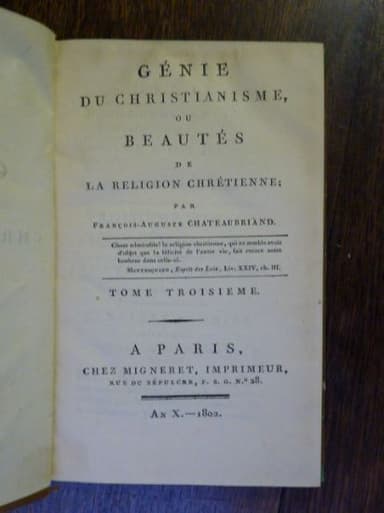 GÉNIE
DU CHRISTIANISME,
OU
BEAUTÉS
DE
LA RELIGION CHRÉTIENNE;
PAR
FRANÇOIS-AUGUSTE CHATEAUBRIAND.
Chose admirable! la religion chrétienne, qui ne semble avoir
d'objet que la félicité de l'autre vie, fait encore notre
bonheur dans celle-ci.
MONTESQUIEU, Esprit des Loix, Liv. XXIV, ch. III.
TOME TROISIEME.
A PARIS,
CHEZ MIGNERET, IMPRIMEUR,
RUE DU SÉPULCRE, F. S. G. N.º 28.
AN X.—1802.